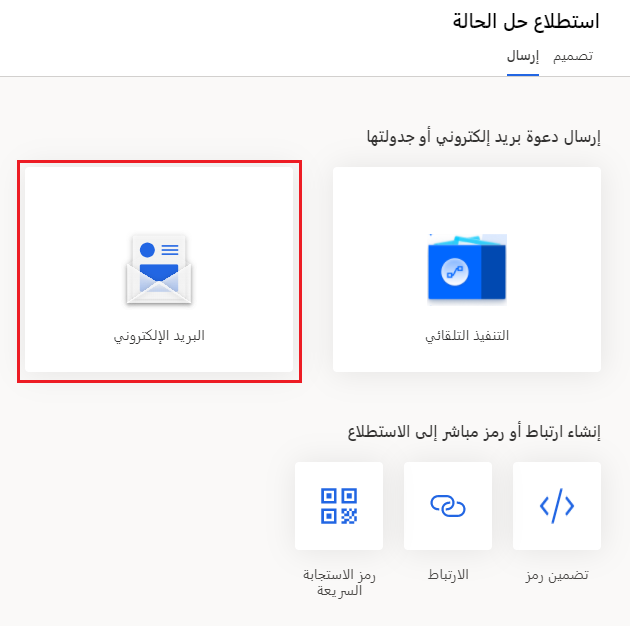 استطلاع حل الحالة
تصميم
إرسال
إرسال دعوة بريد إلكتروني أو جدولتها
التنفيذ التلقائي
البريد الإلكتروني
إنشاء ارتباط أو رمز مباشر إلى الاستطلاع
تضمين رمز
الارتباط
رمز الاستجابة
السريعة